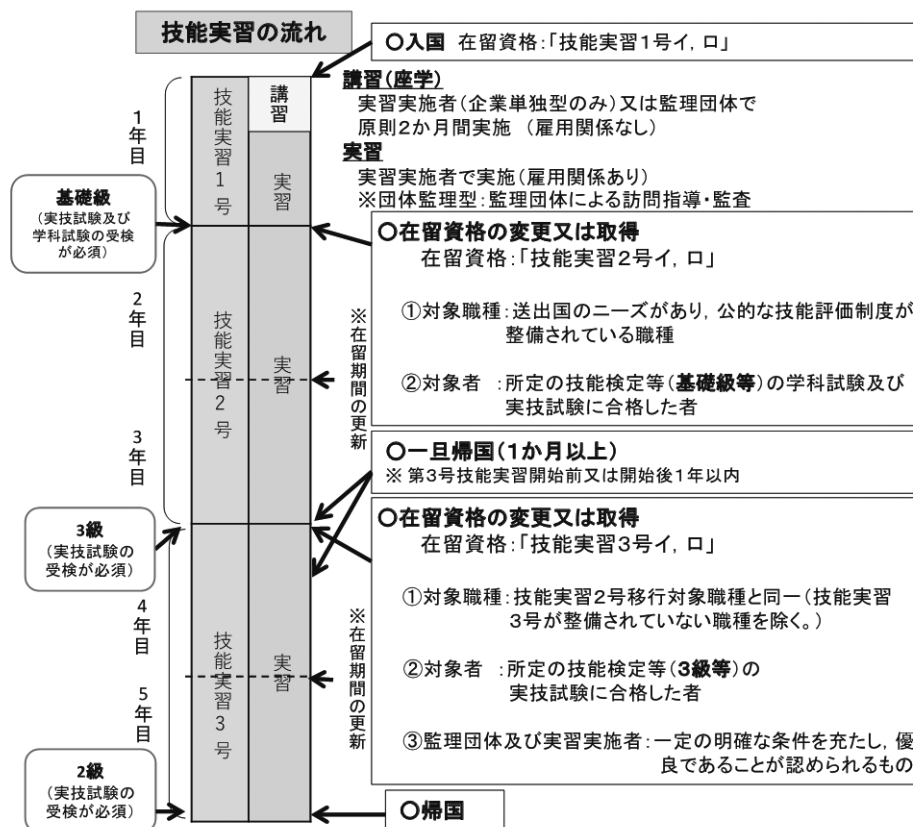 技能実習の流れ
○入国 在留資格:「技能実習1号イ, ロ」
講習(座学)
実習実施者(企業単独型のみ)又は監理団体で
原則2か月間実施 (雇用関係なし)
実習
実習実施者で実施(雇用関係あり)
※団体監理型:監理団体による訪問指導・監査
1年目
技能実習1号
講習
実習
基礎級
(実技試験及び
学科試験の受検
が必須)
○在留資格の変更又は取得
在留資格:「技能実習2号イ, ロ」
①対象職種:送出国のニーズがあり, 公的な技能評価制度が
整備されている職種
②対象者 :所定の技能検定等(基礎級等)の学科試験及び
実技試験に合格した者
2年目
3年目
技能実習2号
実習
※在留期間の更新
○一旦帰国(1か月以上)
※ 第3号技能実習開始前又は開始後1年以内
3級
(実技試験の
受検が必須)
○在留資格の変更又は取得
在留資格:「技能実習3号イ, ロ」
①対象職種:技能実習2号移行対象職種と同一(技能実習
3号が整備されていない職種を除く。)
②対象者 :所定の技能検定等(3級等)の
実技試験に合格した者
③監理団体及び実習実施者:一定の明確な条件を充たし, 優
良であることが認められるもの
4年目
5年目
技能実習3号
実習
※在留期間の更新
2級
(実技試験の
受検が必須)
○帰国